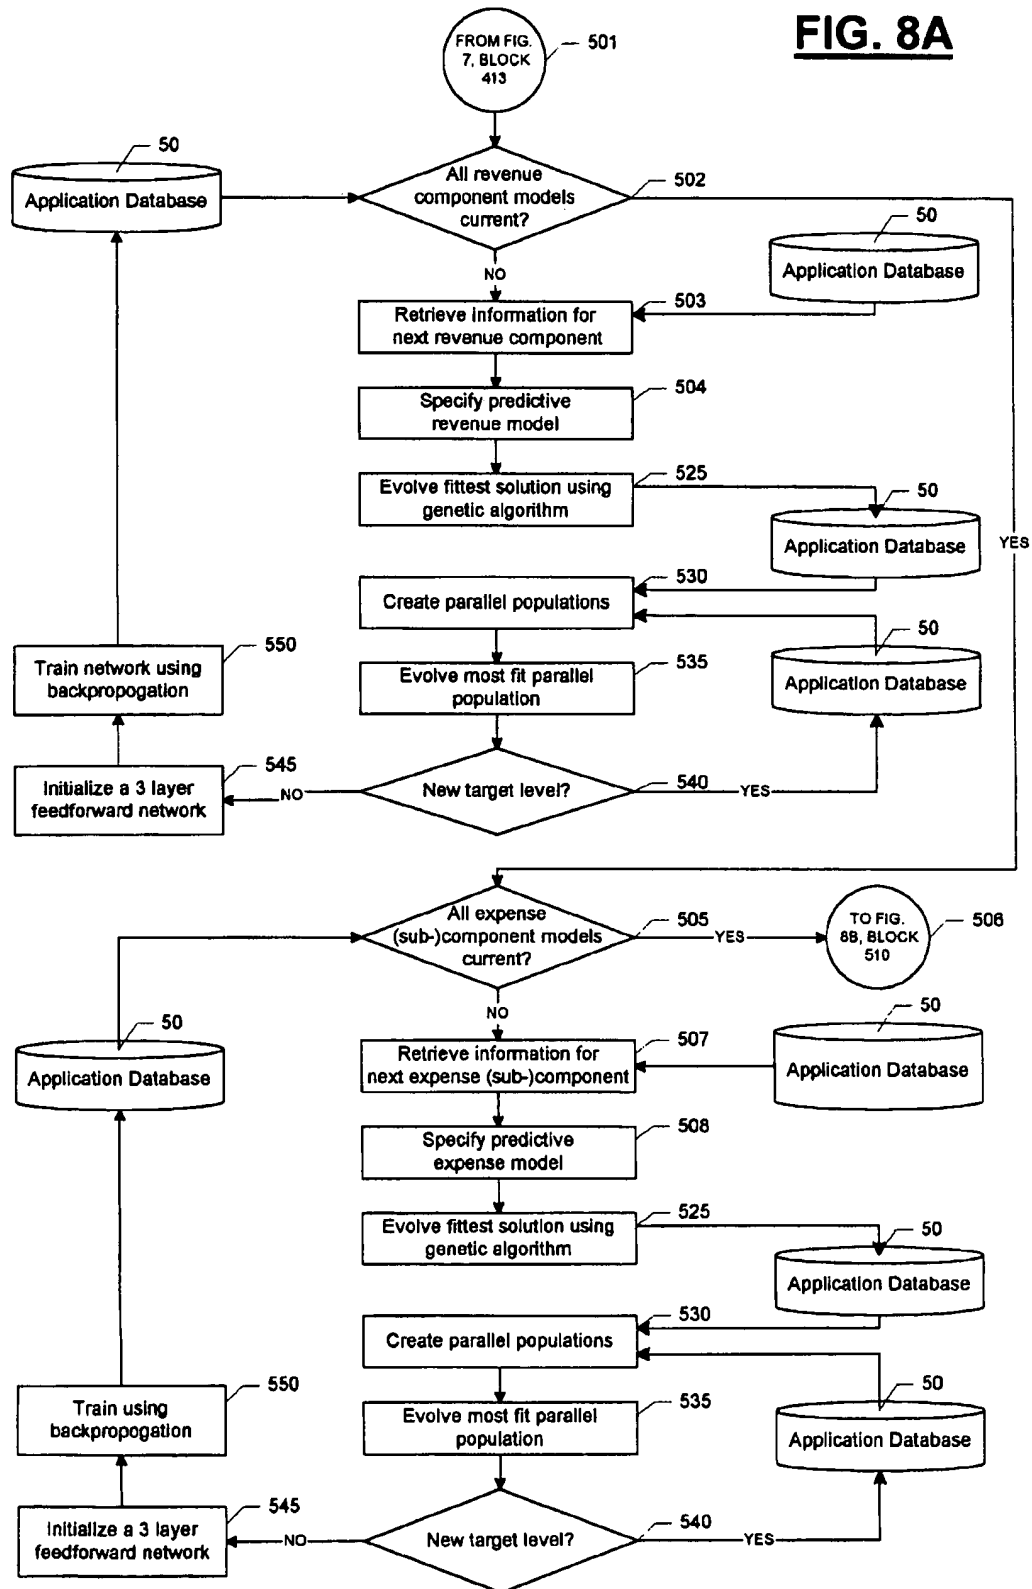 FIG. 8A
FROM FIG.
7, BLOCK
413
501
50
Application Database
All revenue
component models
current?
502
50
Application Database
NO
YES
Retrieve information for
next revenue component
503
Specify predictive
revenue model
504
Evolve fittest solution using
genetic algorithm
525
50
Application Database
Create parallel populations
530
50
Application Database
Train network using
backpropogation
550
Evolve most fit parallel
population
535
Initialize a 3 layer
feedforward network
545
NO
New target level?
540
YES
All expense
(sub-)component models
current?
505
YES
TO FIG.
8B, BLOCK
510
506
NO
50
Application Database
Retrieve information for
next expense (sub-)component
507
50
Application Database
Specify predictive
expense model
508
Evolve fittest solution using
genetic algorithm
525
50
Application Database
Create parallel populations
530
50
Application Database
Train using
backpropogation
550
Evolve most fit parallel
population
535
Initialize a 3 layer
feedforward network
545
NO
New target level?
540
YES